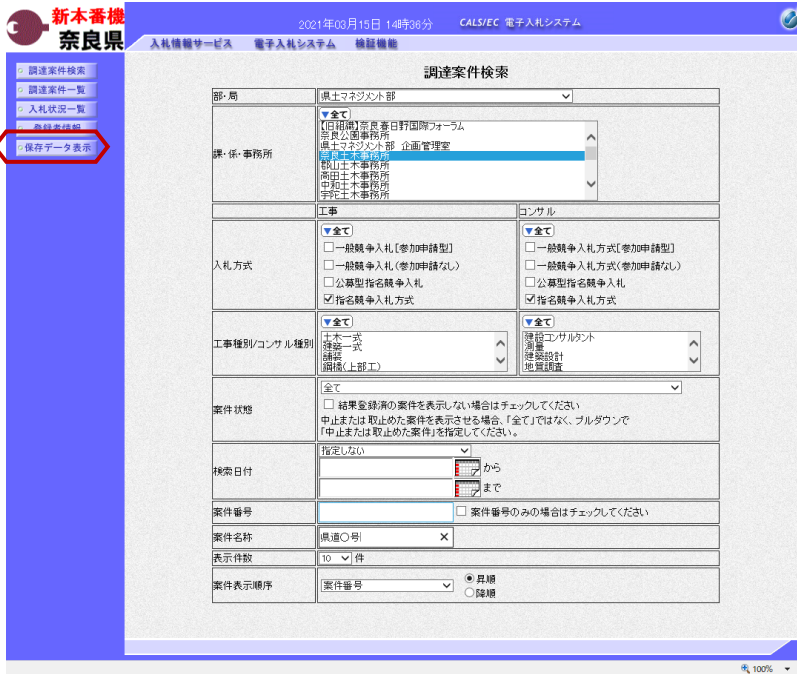 新本番機
奈良県
2021年03月15日 14時36分
CALS/EC 電子入札システム
入札情報サービス
電子入札システム
検証機能
調達案件検索
調達案件一覧
入札状況一覧
登録者情報
保存データ表示
調達案件検索
部・局
県土マネジメント部
課・係・事務所
▼全て
【旧組織】奈良春日野国際フォーラム
奈良公園事務所
県土マネジメント部 企画管理室
奈良土木事務所
郡山土木事務所
高田土木事務所
中和土木事務所
宇陀土木事務所
工事
コンサル
入札方式
▼全て
一般競争入札[参加申請型]
一般競争入札(参加申請なし)
公募型指名競争入札
指名競争入札方式
▼全て
一般競争入札方式[参加申請型]
一般競争入札方式(参加申請なし)
公募型指名競争入札
指名競争入札方式
工事種別/コンサル種別
▼全て
土木一式
建築一式
舗装
鋼橋(上部工)
▼全て
建設コンサルタント
測量
建築設計
地質調査
案件状態
全て
結果登録済の案件を表示しない場合はチェックしてください
中止または取止めた案件を表示させる場合、「全て」ではなく、プルダウンで
「中止または取止めた案件」を指定してください。
検索日付
指定しない
から
まで
案件番号
案件番号のみの場合はチェックしてください
案件名称
県道〇号
表示件数
10 件
案件表示順序
案件番号
昇順
降順
100%